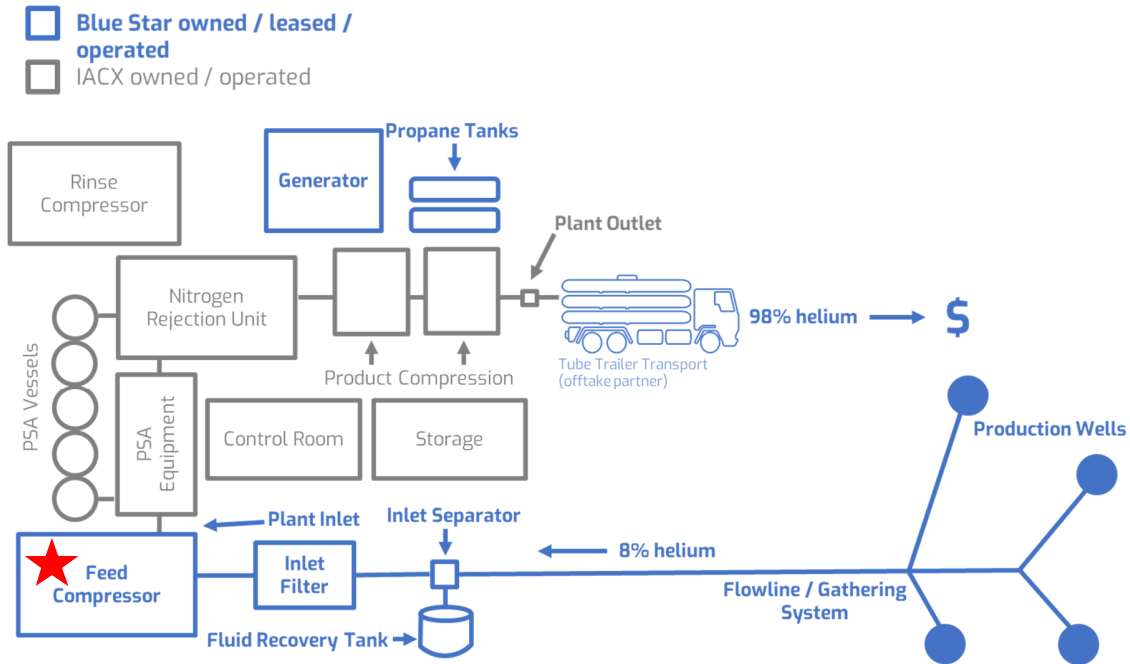 Blue Star owned / leased /
operated
IACX owned / operated
Propane Tanks
Generator
Rinse
Compressor
Plant Outlet
Nitrogen
Rejection Unit
98% helium
$
Tube Trailer Transport
(offtake partner)
Product Compression
PSA Vessels
PSA
Equipment
Control Room
Storage
Production Wells
Plant Inlet
Inlet Separator
8% helium
Feed
Compressor
Inlet
Filter
Flowline / Gathering
System
Fluid Recovery Tank